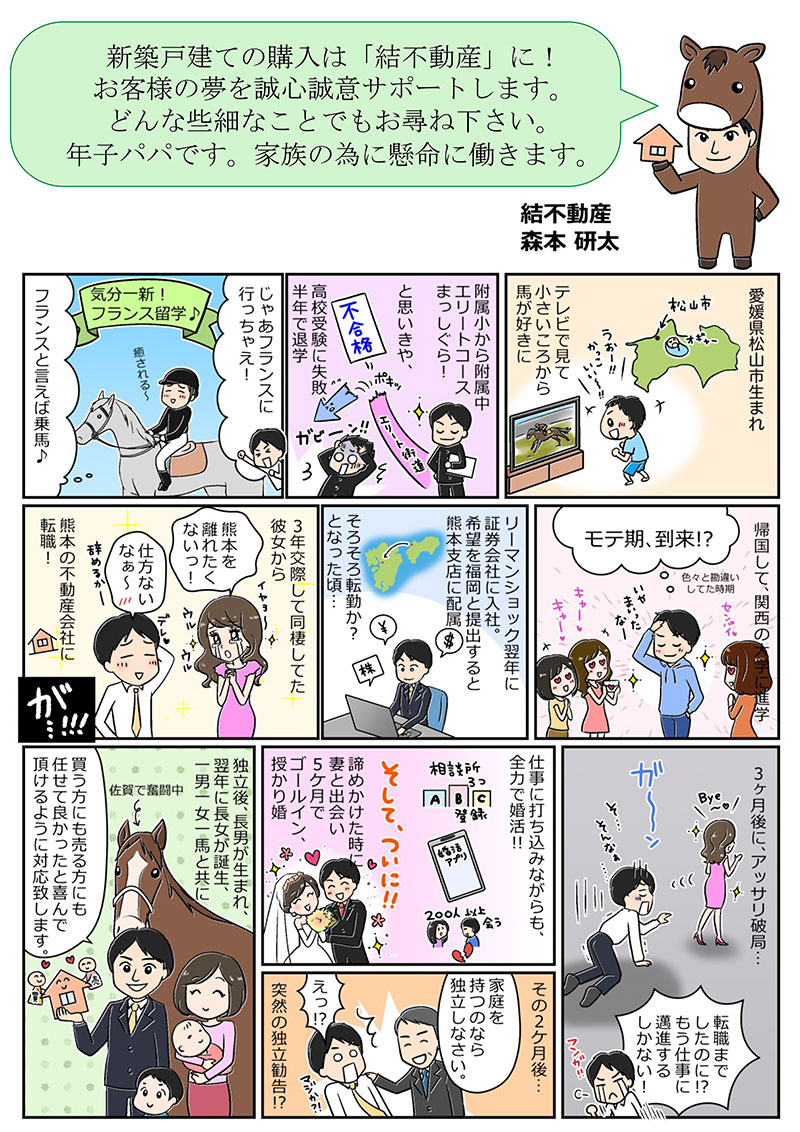 新築戸建ての購入は「結不動産」に！
お客様の夢を誠心誠意サポートします。
どんな些細なことでもお尋ね下さい。
年子パパです。家族の為に懸命に働きます。
結不動産
森本 研太
愛媛県松山市生まれ
松山市
オギャー
うおー
かっこ
いいー!!
テレビで見て
小さいころから
馬が好きに
附属小から附属中
エリートコース
まっしぐら！
と思いきや、
不合格
ポキッ
エリート街道
ガビーン!!
高校受験に失敗
半年で退学
じゃあフランスに
行っちゃえ！
気分一新！
フランス留学♪
癒される〜
フランスと言えば乗馬♪
帰国して、関西の大学に進学
モテ期、到来!?
色々と勘違い
してた時期
センパイ
いやー
まいった
なー
キャー
キャー
リーマンショック翌年に
証券会社に入社。
希望を福岡と提出すると
熊本支店に配属
¥
$
株
そろそろ転勤か？
となった頃…
3年交際して同棲してた
彼女から
熊本を
離れたく
ないっ！
イヤョ
ウルウル
デレ
仕方ない
なぁ〜
辞めるかー
熊本の不動産会社に
転職！
が…!!!
3ヶ月後に、アッサリ破局…
Bye
〜
が〜〜ン
そ…
そんなぁ
転職まで
したのに!?
もう仕事に
邁進する
しかない！
マンガ!!
仕事に打ち込みながらも、
全力で婚活!!
相談所
3つ
A B C
登録
婚活
アプリ
200人以上
会う
そして、ついに!!
諦めかけた時に
妻と出会い
5ケ月で
ゴールイン、
授かり婚
その2ケ月後…
家庭を
持つのなら
独立しなさい。
えっ!?
マジっすか?!
突然の独立勧告!?
独立後、長男が生まれ、
翌年に長女が誕生、
一男一女一馬と共に
佐賀で奮闘中
買う方にも売る方にも
任せて良かったと喜んで
頂けるように対応致します。